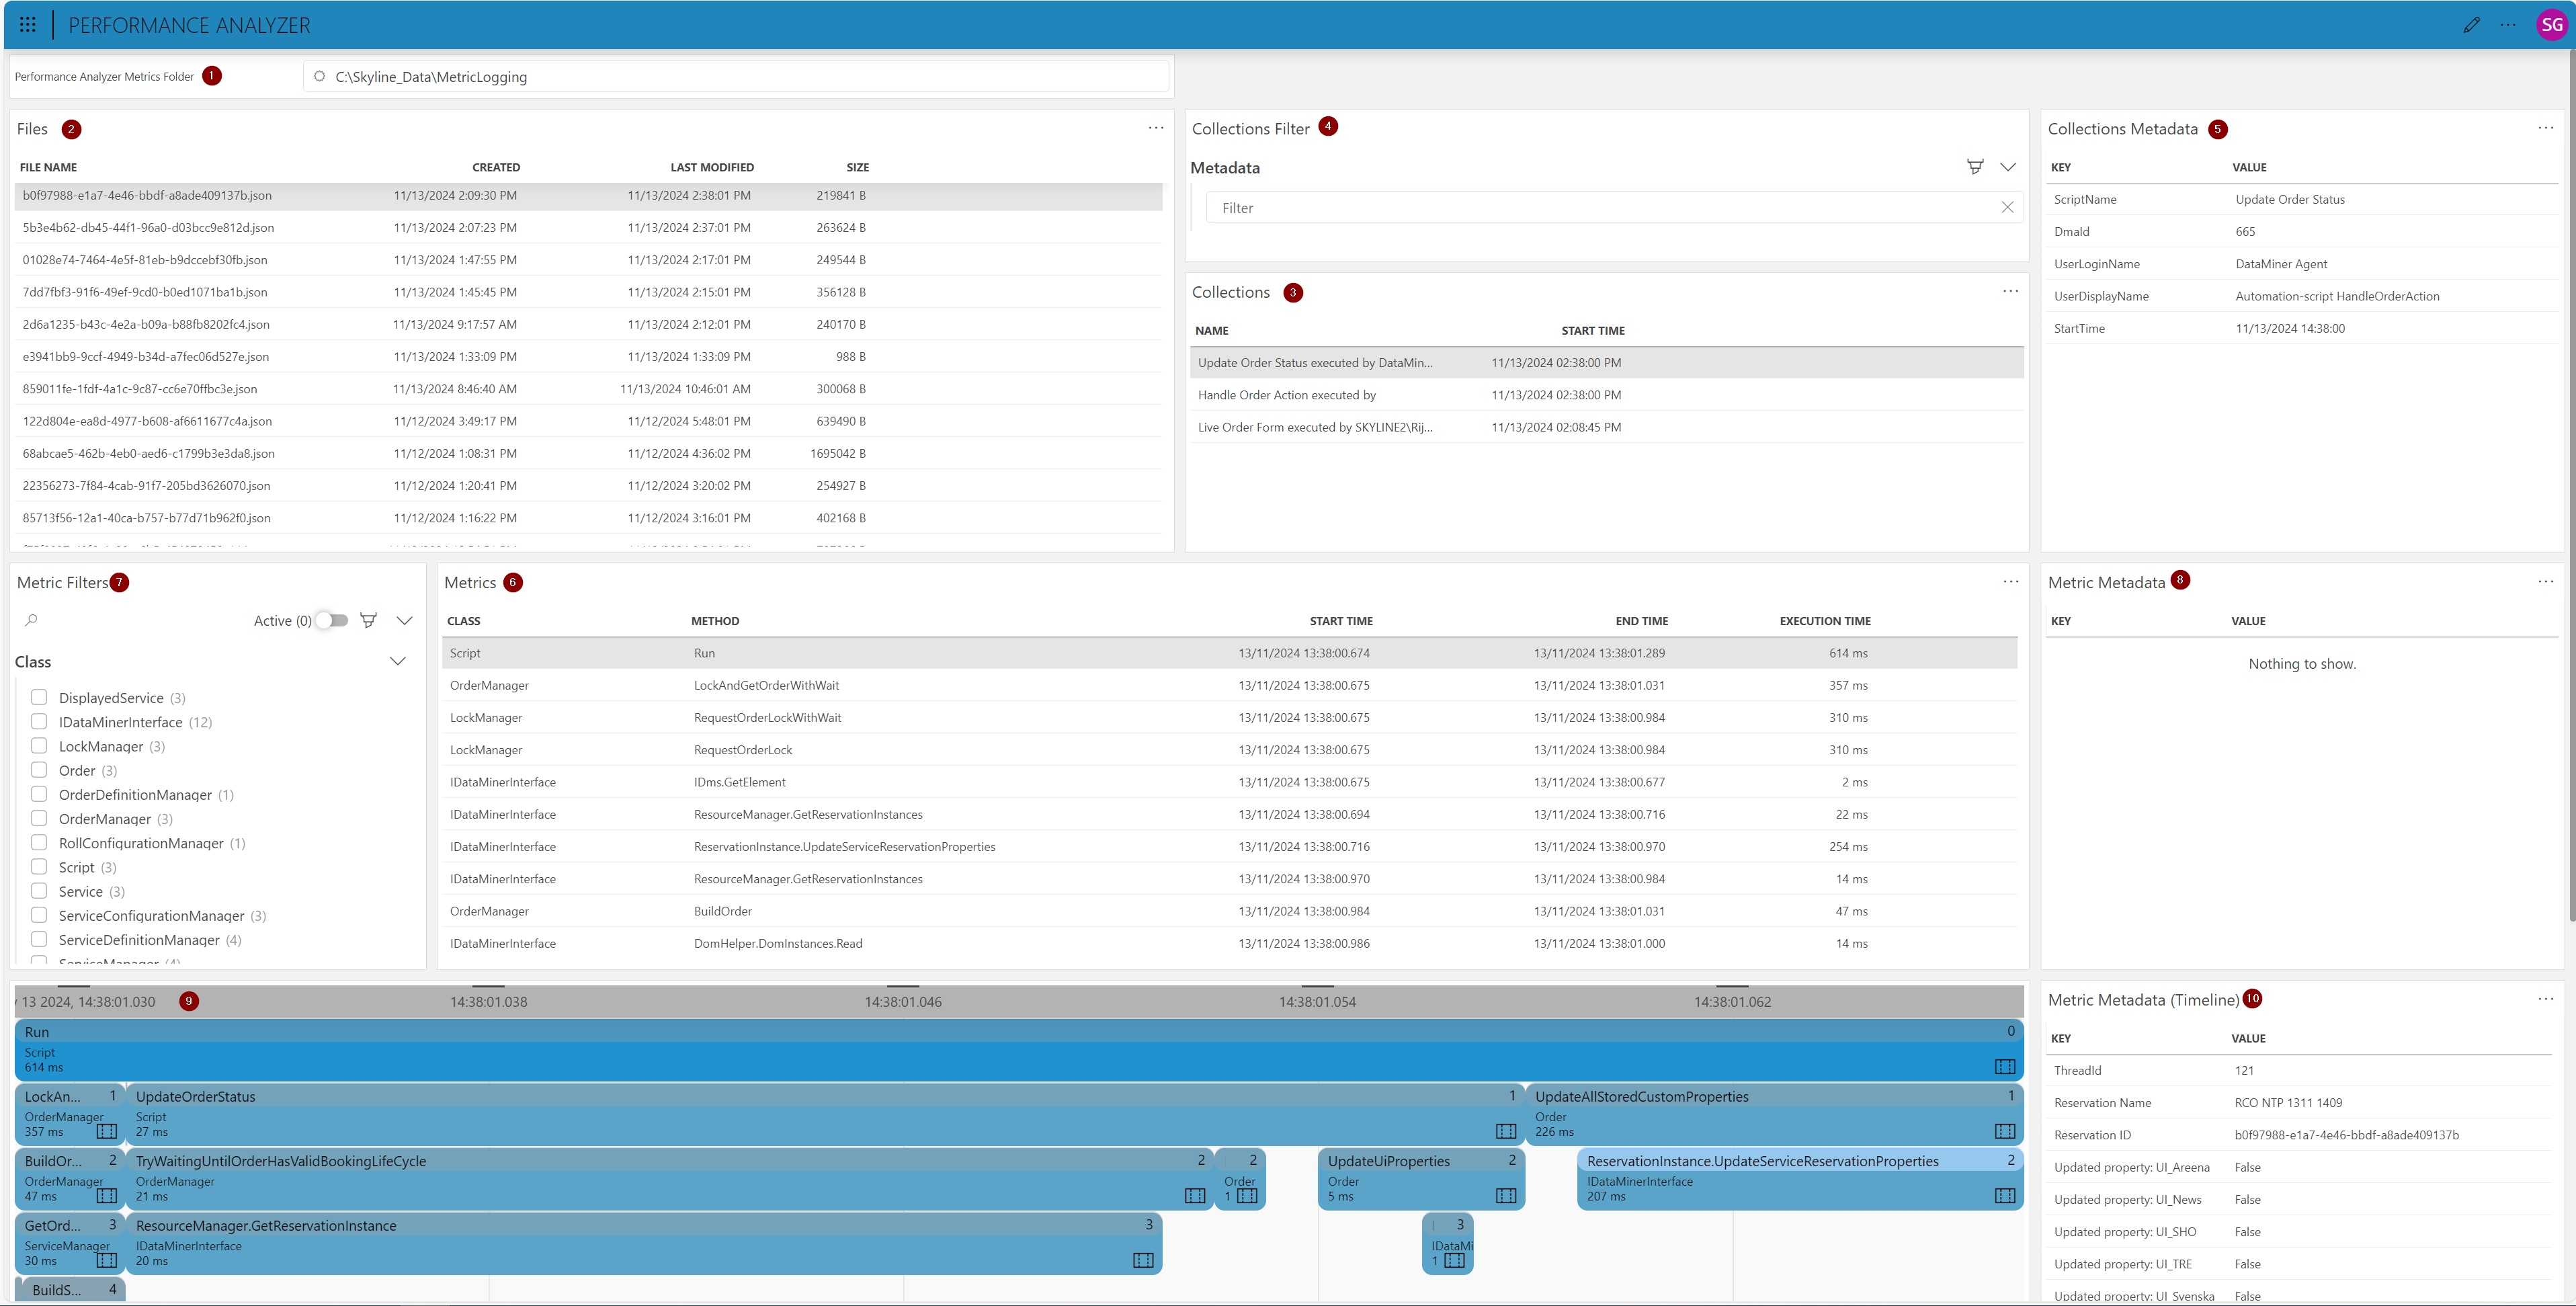 PERFORMANCE ANALYZER
SG
Performance Analyzer Metrics Folder 1
C:\Skyline_Data\MetricLogging
Files 2
FILE NAME CREATED LAST MODIFIED SIZE
b0f97988-e1a7-4e46-bbdf-a8ade409137b.json 11/13/2024 2:09:30 PM 11/13/2024 2:38:01 PM 219841 B
5b3e4b62-db45-44f1-96a0-d03bcc9e812d.json 11/13/2024 2:07:23 PM 11/13/2024 2:37:01 PM 263624 B
01028e74-7464-4e5f-81eb-b9dccebf30fb.json 11/13/2024 1:47:55 PM 11/13/2024 2:17:01 PM 249544 B
7dd7fbf3-91f6-49ef-9cd0-b0ed1071ba1b.json 11/13/2024 1:45:45 PM 11/13/2024 2:15:01 PM 356128 B
2d6a1235-b43c-4e2a-b09a-b88fb8202fc4.json 11/13/2024 9:17:57 AM 11/13/2024 2:12:01 PM 240170 B
e3941bb9-9ccf-4949-b34d-a7fec06d527e.json 11/13/2024 1:33:09 PM 11/13/2024 1:33:09 PM 988 B
859011fe-1fdf-4a1c-9c87-cc6e70ffbc3e.json 11/13/2024 8:46:40 AM 11/13/2024 10:46:01 AM 300068 B
122d804e-ea8d-4977-b608-af6611677c4a.json 11/12/2024 3:49:17 PM 11/12/2024 5:48:01 PM 639490 B
68abcae5-462b-4eb0-aed6-c1799b3e3da8.json 11/12/2024 1:08:31 PM 11/12/2024 4:36:02 PM 1695042 B
22356273-7f84-4cab-91f7-205bd3626070.json 11/12/2024 1:20:41 PM 11/12/2024 3:20:02 PM 254927 B
85713f56-12a1-40ca-b757-b77d71b962f0.json 11/12/2024 1:16:22 PM 11/12/2024 3:16:01 PM 402168 B
Collections Filter 4
Metadata
Filter
Collections 3
NAME START TIME
Update Order Status executed by DataMin... 11/13/2024 02:38:00 PM
Handle Order Action executed by 11/13/2024 02:38:00 PM
Live Order Form executed by SKYLINE2\Rij... 11/13/2024 02:08:45 PM
Collections Metadata 5
KEY VALUE
ScriptName Update Order Status
DmaId 665
UserLoginName DataMiner Agent
UserDisplayName Automation-script HandleOrderAction
StartTime 11/13/2024 14:38:00
Metric Filters 7
Active (0)
Class
DisplayedService (3)
IDataMinerInterface (12)
LockManager (3)
Order (3)
OrderDefinitionManager (1)
OrderManager (3)
RollConfigurationManager (1)
Script (3)
Service (3)
ServiceConfigurationManager (3)
ServiceDefinitionManager (4)
ServiceManager (4)
Metrics 6
CLASS METHOD START TIME END TIME EXECUTION TIME
Script Run 13/11/2024 13:38:00.674 13/11/2024 13:38:01.289 614 ms
OrderManager LockAndGetOrderWithWait 13/11/2024 13:38:00.675 13/11/2024 13:38:01.031 357 ms
LockManager RequestOrderLockWithWait 13/11/2024 13:38:00.675 13/11/2024 13:38:00.984 310 ms
LockManager RequestOrderLock 13/11/2024 13:38:00.675 13/11/2024 13:38:00.984 310 ms
IDataMinerInterface IDms.GetElement 13/11/2024 13:38:00.675 13/11/2024 13:38:00.677 2 ms
IDataMinerInterface ResourceManager.GetReservationInstances 13/11/2024 13:38:00.694 13/11/2024 13:38:00.716 22 ms
IDataMinerInterface ReservationInstance.UpdateServiceReservationProperties 13/11/2024 13:38:00.716 13/11/2024 13:38:00.970 254 ms
IDataMinerInterface ResourceManager.GetReservationInstances 13/11/2024 13:38:00.970 13/11/2024 13:38:00.984 14 ms
OrderManager BuildOrder 13/11/2024 13:38:00.984 13/11/2024 13:38:01.031 47 ms
IDataMinerInterface DomHelper.DomInstances.Read 13/11/2024 13:38:00.986 13/11/2024 13:38:01.000 14 ms
Metric Metadata 8
KEY VALUE
Nothing to show.
13 2024, 14:38:01.030 9 14:38:01.038 14:38:01.046 14:38:01.054 14:38:01.062
Run 0
Script
614 ms
LockAn... 1 UpdateOrderStatus 1 UpdateAllStoredCustomProperties 1
OrderManager Script Order
357 ms 27 ms 226 ms
BuildOr... 2 TryWaitingUntilOrderHasValidBookingLifeCycle 2 2 UpdateUiProperties 2 ReservationInstance.UpdateServiceReservationProperties 2
OrderManager OrderManager Order Order IDataMinerInterface
47 ms 21 ms 1 5 ms 207 ms
GetOrd... 3 ResourceManager.GetReservationInstance 3 3
ServiceManager IDataMinerInterface IDataMi
30 ms 20 ms 1
BuildS... 4
Metric Metadata (Timeline) 10
KEY VALUE
ThreadId 121
Reservation Name RCO NTP 1311 1409
Reservation ID b0f97988-e1a7-4e46-bbdf-a8ade409137b
Updated property: UI_Areena False
Updated property: UI_News False
Updated property: UI_SHO False
Updated property: UI_TRE False
Updated property: UI_Svenska False